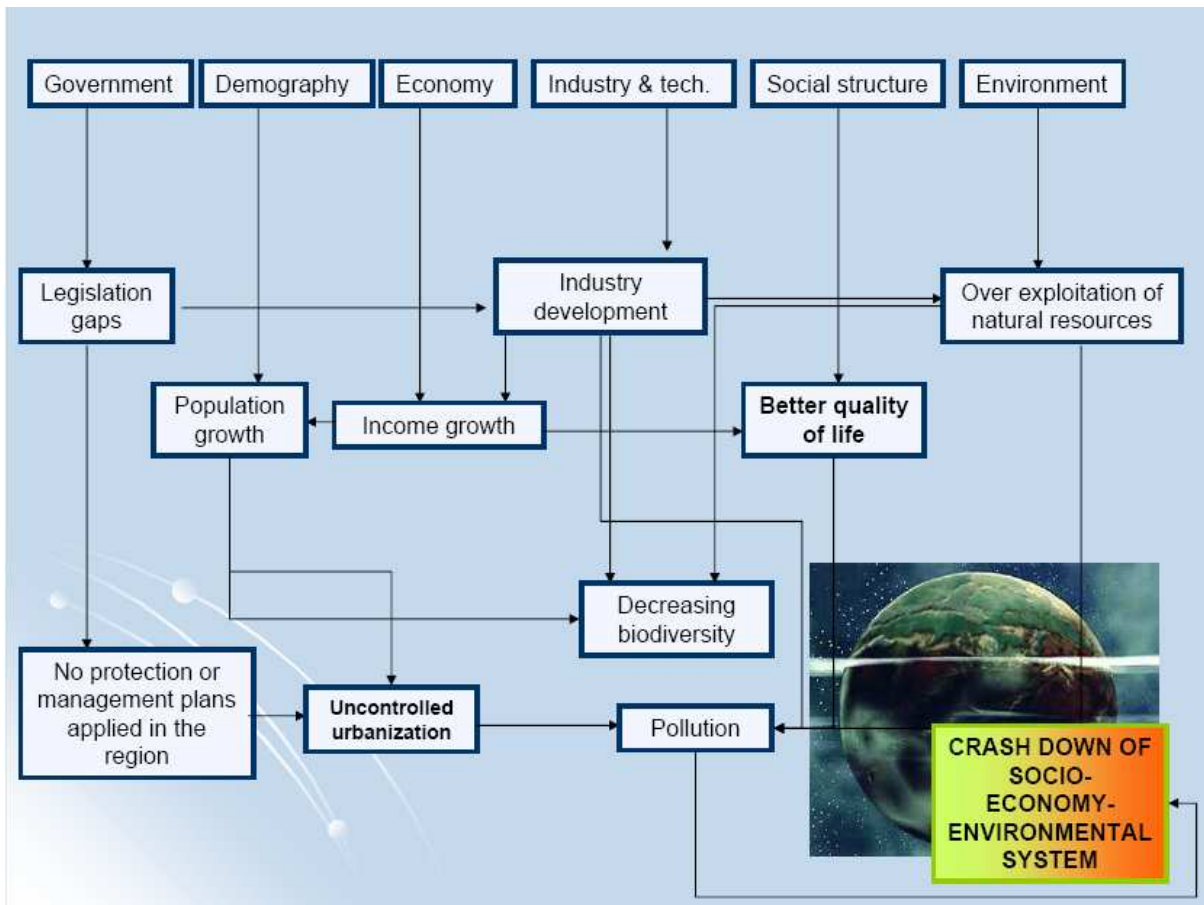 Government
Demography
Economy
Industry & tech.
Social structure
Environment
Legislation
gaps
Industry
development
Over exploitation of
natural resources
Population
growth
Income growth
Better quality
of life
Decreasing
biodiversity
No protection or
management plans
applied in the
region
Uncontrolled
urbanization
Pollution
CRASH DOWN OF
SOCIO-
ECONOMY-
ENVIRONMENTAL
SYSTEM